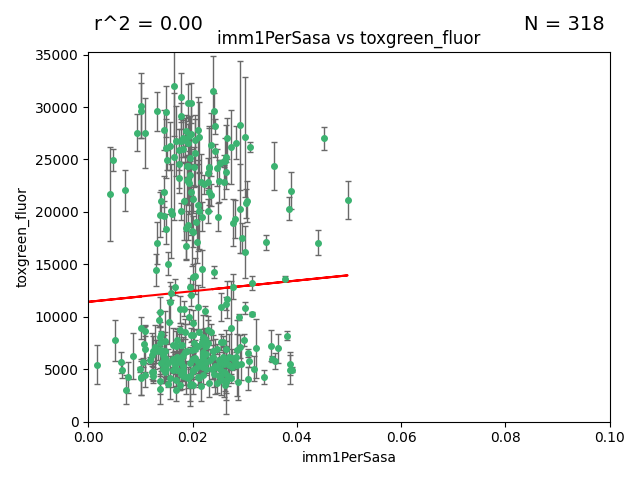 r^2 = 0.00
N = 318
imm1PerSasa vs toxgreen_fluor
35000
30000
25000
20000
15000
10000
5000
0
toxgreen_fluor
0.00
0.02
0.04
0.06
0.08
0.10
imm1PerSasa